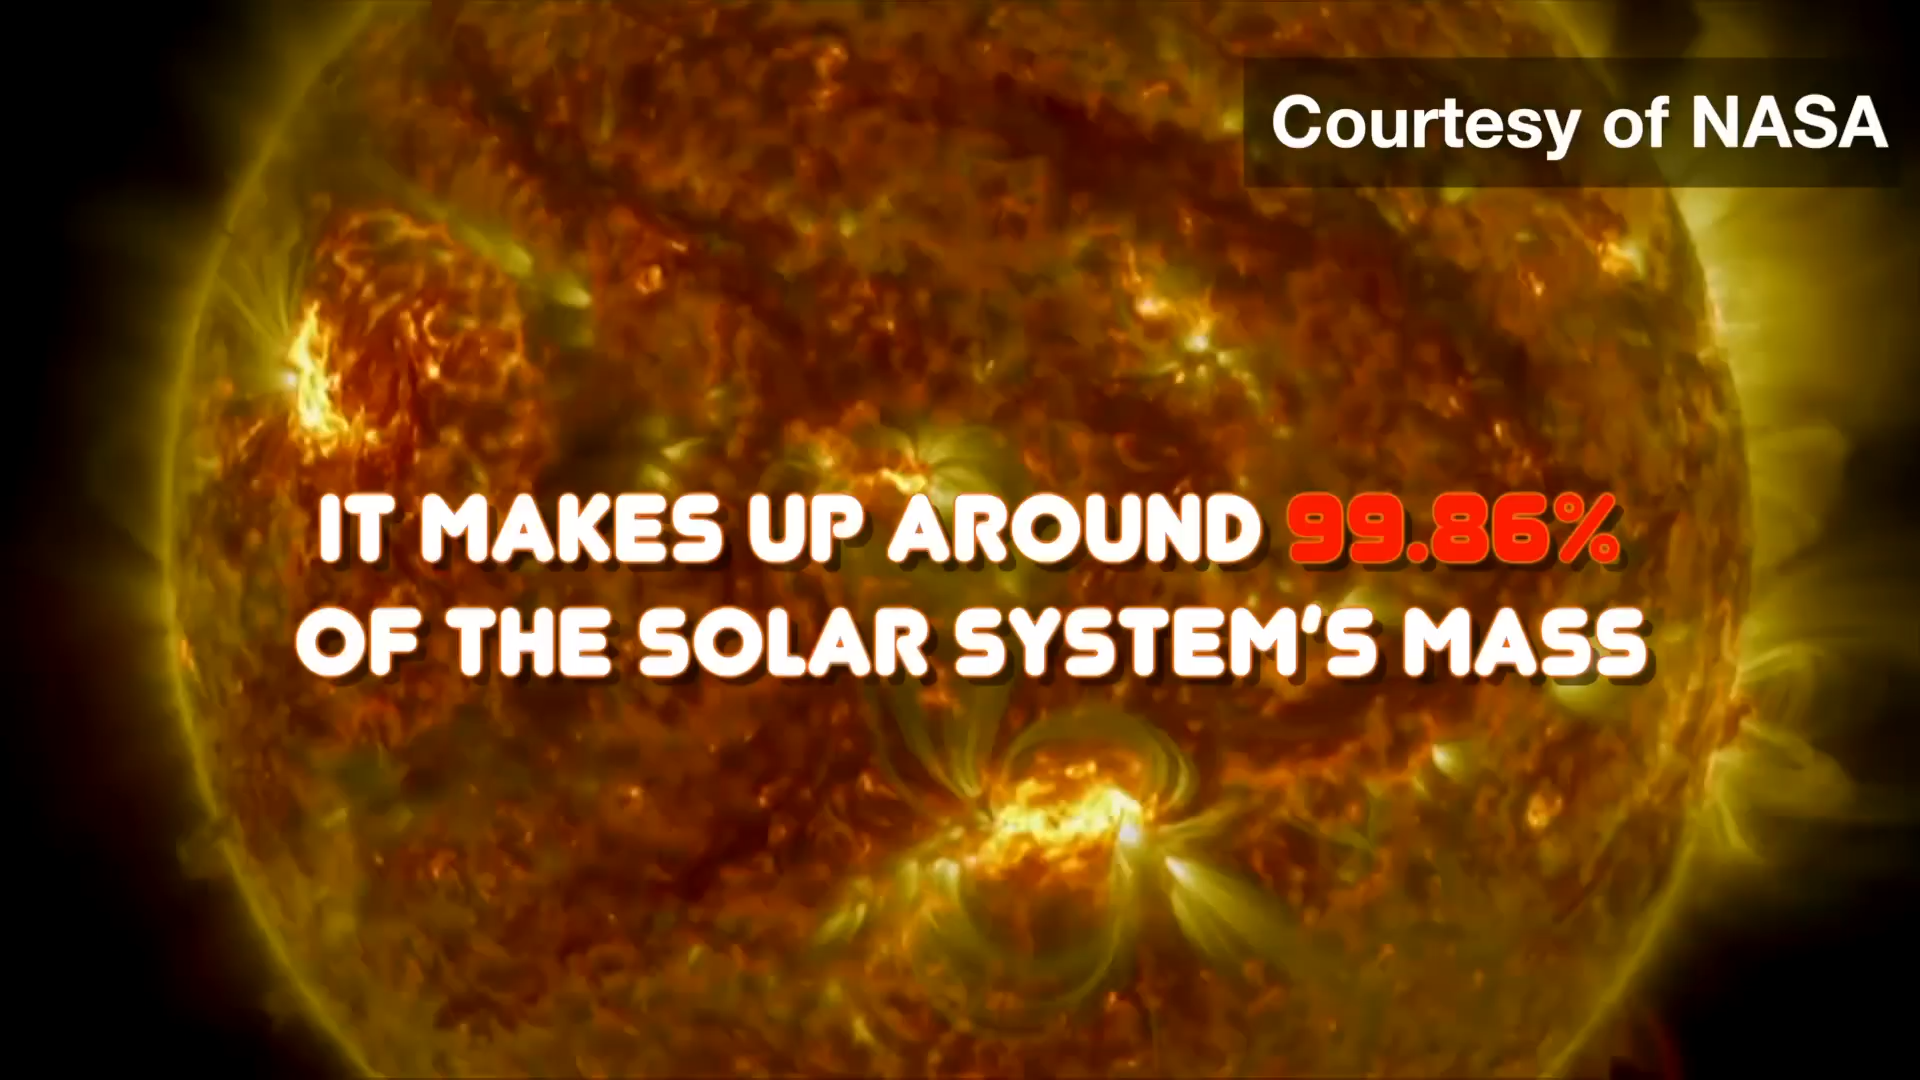 Courtesy of NASA
IT MAKES UP AROUND 99.86%
OF THE SOLAR SYSTEM'S MASS